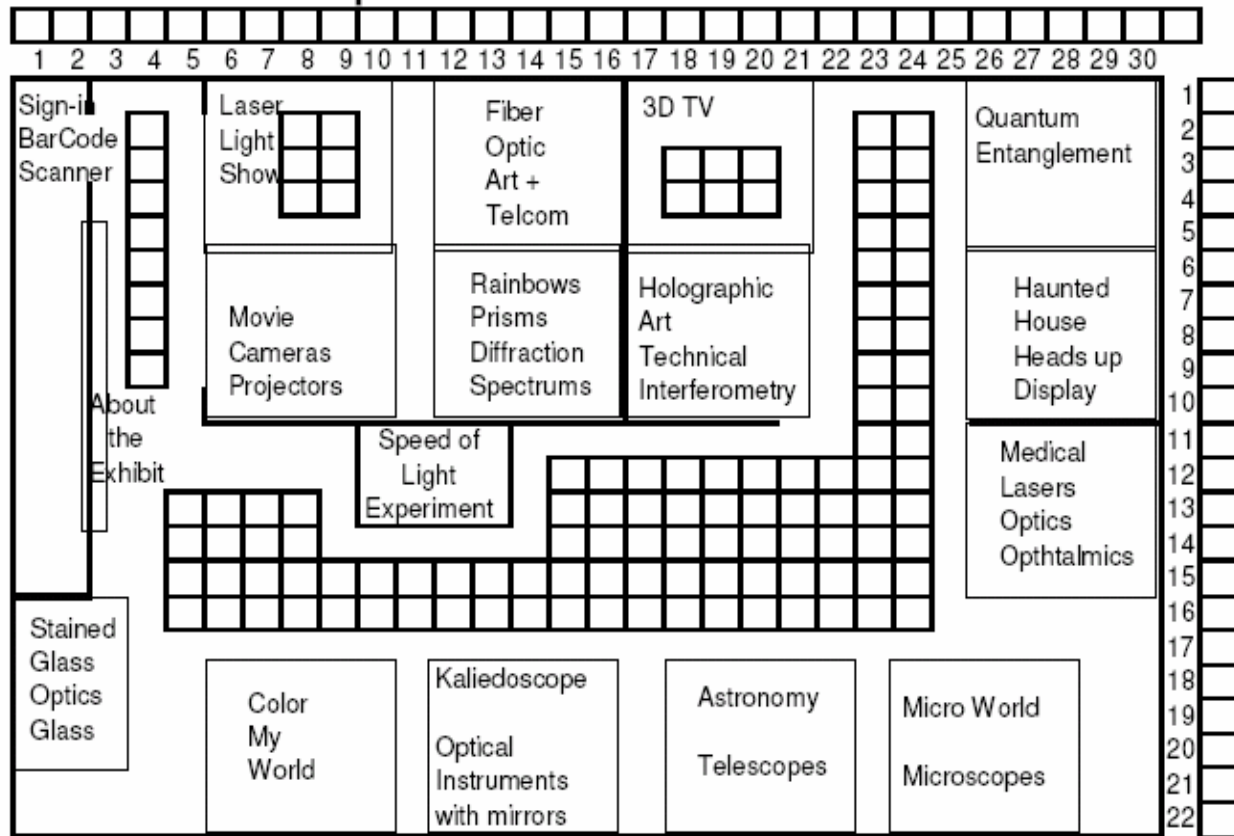 1 2 3 4 5 6 7 8 9 10 11 12 13 14 15 16 17 18 19 20 21 22 23 24 25 26 27 28 29 30
Sign-in
BarCode
Scanner
Laser
Light
Show
Fiber
Optic
Art +
Telcom
3D TV
Quantum
Entanglement
Movie
Cameras
Projectors
Rainbows
Prisms
Diffraction
Spectrums
Holographic
Art
Technical
Interferometry
Haunted
House
Heads up
Display
About
the
Exhibit
Speed of
Light
Experiment
Medical
Lasers
Optics
Opthtalmics
Stained
Glass
Optics
Glass
Color
My
World
Kaliedoscope
Optical
Instruments
with mirrors
Astronomy
Telescopes
Micro World
Microscopes
1
2
3
4
5
6
7
8
9
10
11
12
13
14
15
16
17
18
19
20
21
22